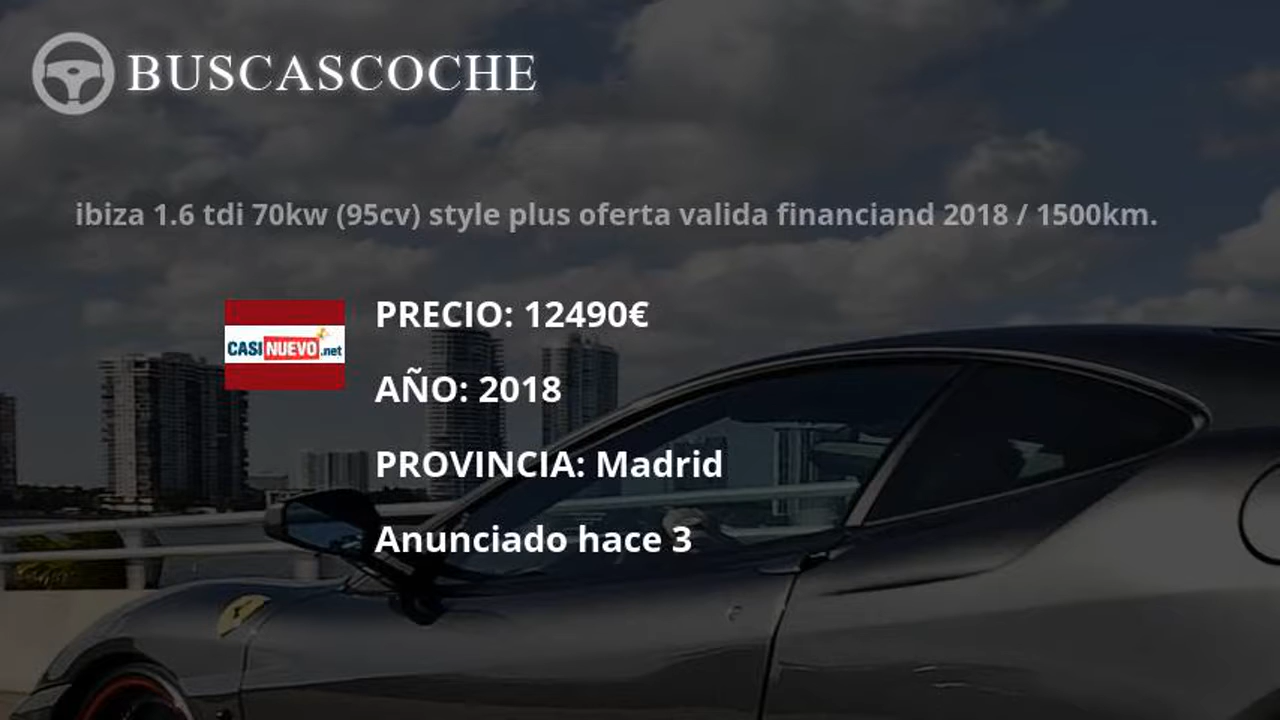 BUSCASCOCHE
ibiza 1.6 tdi 70kw (95cv) style plus oferta valida financiand 2018 / 1500km.
PRECIO: 12490€
CASINUEVO.net
AÑO: 2018
PROVINCIA: Madrid
Anunciado hace 3